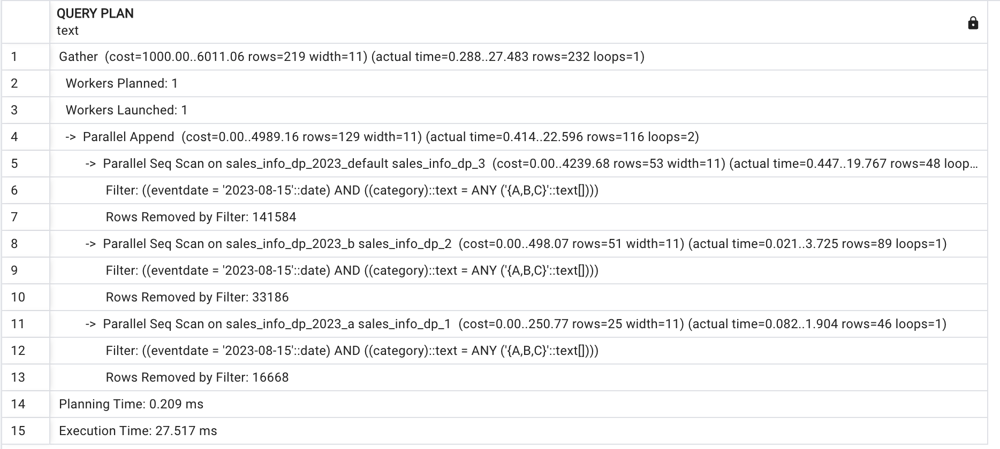 QUERY PLAN
text
1 Gather (cost=1000.00..6011.06 rows=219 width=11) (actual time=0.288..27.483 rows=232 loops=1)
2 Workers Planned: 1
3 Workers Launched: 1
4 -> Parallel Append (cost=0.00..4989.16 rows=129 width=11) (actual time=0.414..22.596 rows=116 loops=2)
5 -> Parallel Seq Scan on sales_info_dp_2023_default sales_info_dp_3 (cost=0.00..4239.68 rows=53 width=11) (actual time=0.447..19.767 rows=48 loop...
6 Filter: ((eventdate = '2023-08-15'::date) AND ((category)::text = ANY ('{A,B,C}'::text[])))
7 Rows Removed by Filter: 141584
8 -> Parallel Seq Scan on sales_info_dp_2023_b sales_info_dp_2 (cost=0.00..498.07 rows=51 width=11) (actual time=0.021..3.725 rows=89 loops=1)
9 Filter: ((eventdate = '2023-08-15'::date) AND ((category)::text = ANY ('{A,B,C}'::text[])))
10 Rows Removed by Filter: 33186
11 -> Parallel Seq Scan on sales_info_dp_2023_a sales_info_dp_1 (cost=0.00..250.77 rows=25 width=11) (actual time=0.082..1.904 rows=46 loops=1)
12 Filter: ((eventdate = '2023-08-15'::date) AND ((category)::text = ANY ('{A,B,C}'::text[])))
13 Rows Removed by Filter: 16668
14 Planning Time: 0.209 ms
15 Execution Time: 27.517 ms